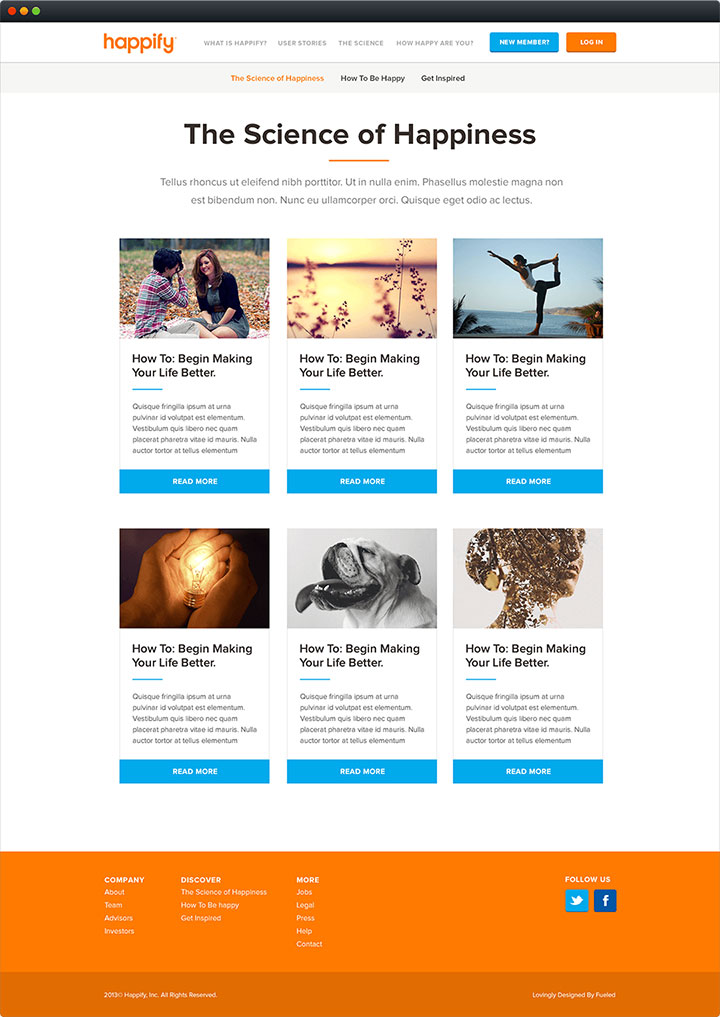 happify
WHAT IS HAPPIFY?
USER STORIES
THE SCIENCE
HOW HAPPY ARE YOU?
NEW MEMBER?
LOG IN
The Science of Happiness
How To Be Happy
Get Inspired
The Science of Happiness
Tellus rhoncus ut eleifend nibh porttitor. Ut in nulla enim. Phasellus molestie magna non
est bibendum non. Nunc eu ullamcorper orci. Quisque eget odio ac lectus.
How To: Begin Making
Your Life Better.
Quisque fringilla ipsum at urna
pulvinar id volutpat est elementum.
Vestibulum quis libero nec quam
placerat pharetra vitae id mauris. Nulla
auctor tortor at tellus elementum
READ MORE
How To: Begin Making
Your Life Better.
Quisque fringilla ipsum at urna
pulvinar id volutpat est elementum.
Vestibulum quis libero nec quam
placerat pharetra vitae id mauris. Nulla
auctor tortor at tellus elementum
READ MORE
How To: Begin Making
Your Life Better.
Quisque fringilla ipsum at urna
pulvinar id volutpat est elementum.
Vestibulum quis libero nec quam
placerat pharetra vitae id mauris. Nulla
auctor tortor at tellus elementum
READ MORE
How To: Begin Making
Your Life Better.
Quisque fringilla ipsum at urna
pulvinar id volutpat est elementum.
Vestibulum quis libero nec quam
placerat pharetra vitae id mauris. Nulla
auctor tortor at tellus elementum
READ MORE
How To: Begin Making
Your Life Better.
Quisque fringilla ipsum at urna
pulvinar id volutpat est elementum.
Vestibulum quis libero nec quam
placerat pharetra vitae id mauris. Nulla
auctor tortor at tellus elementum
READ MORE
How To: Begin Making
Your Life Better.
Quisque fringilla ipsum at urna
pulvinar id volutpat est elementum.
Vestibulum quis libero nec quam
placerat pharetra vitae id mauris. Nulla
auctor tortor at tellus elementum
READ MORE
COMPANY
About
Team
Advisors
Investors
DISCOVER
The Science of Happiness
How To Be happy
Get Inspired
MORE
Jobs
Legal
Press
Help
Contact
FOLLOW US
2013© Happify, Inc. All Rights Reserved.
Lovingly Designed By Fueled